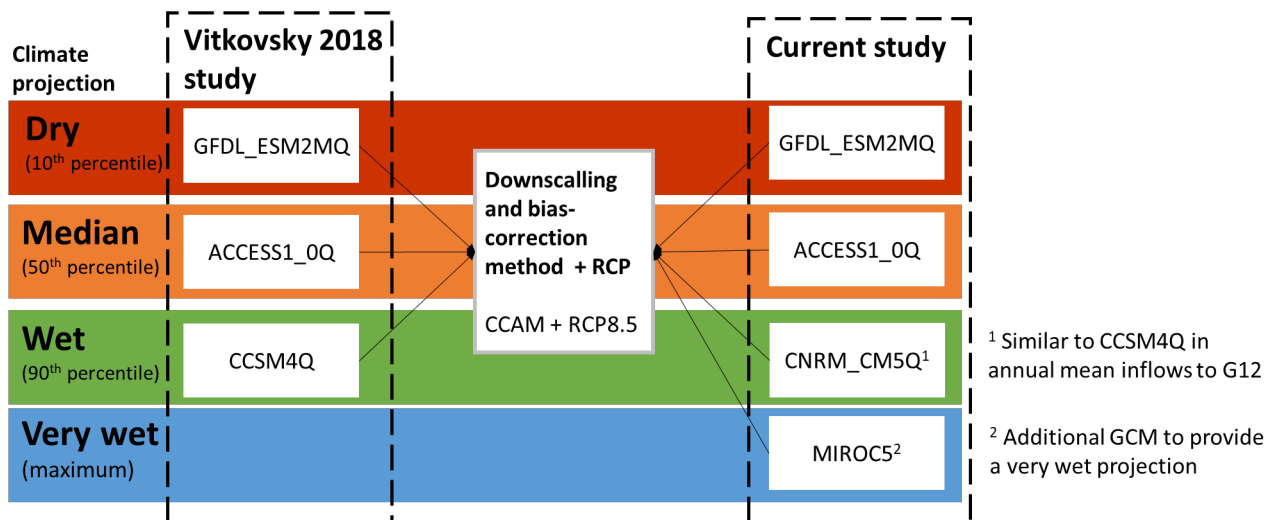 Climate
projection
Vitkovsky 2018
study
Current study
Dry
(10th percentile)
GFDL_ESM2MQ
GFDL_ESM2MQ
Downscalling
and bias-
correction
method + RCP
CCAM + RCP8.5
Median
(50th percentile)
ACCESS1_0Q
ACCESS1_0Q
Wet
(90th percentile)
CCSM4Q
CNRM_CM5Q1
1 Similar to CCSM4Q in
annual mean inflows to G12
Very wet
(maximum)
MIROC52
2 Additional GCM to provide
a very wet projection